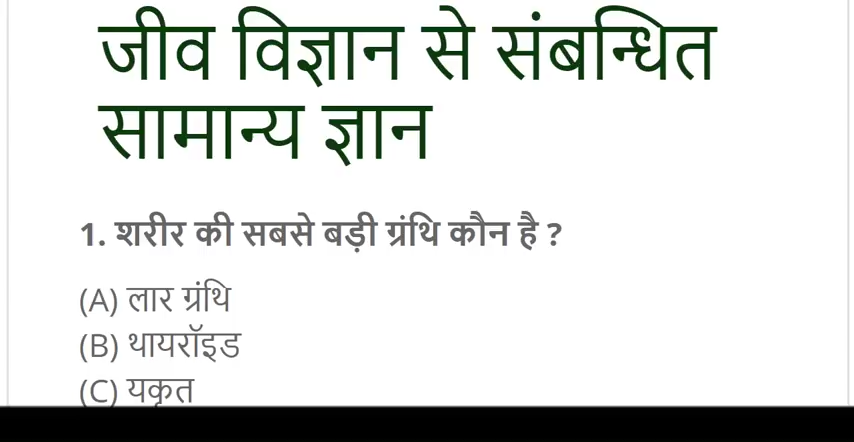 जीव विज्ञान से संबन्धित
सामान्य ज्ञान
1. शरीर की सबसे बड़ी ग्रंथि कौन है ?
(A) लार ग्रंथि
(B) थायरॉइड
(C) यकृत